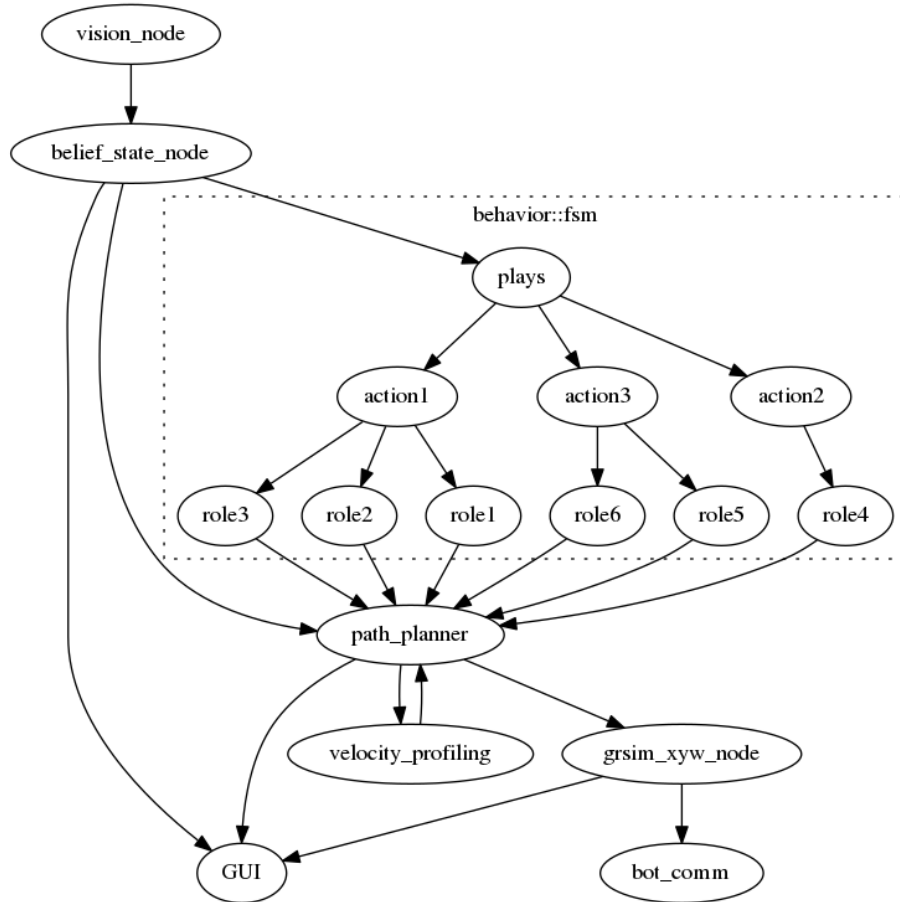 vision_node
belief_state_node
behavior::fsm
plays
action1
action3
action2
role3
role2
role1
role6
role5
role4
path_planner
velocity_profiling
grsim_xyw_node
GUI
bot_comm